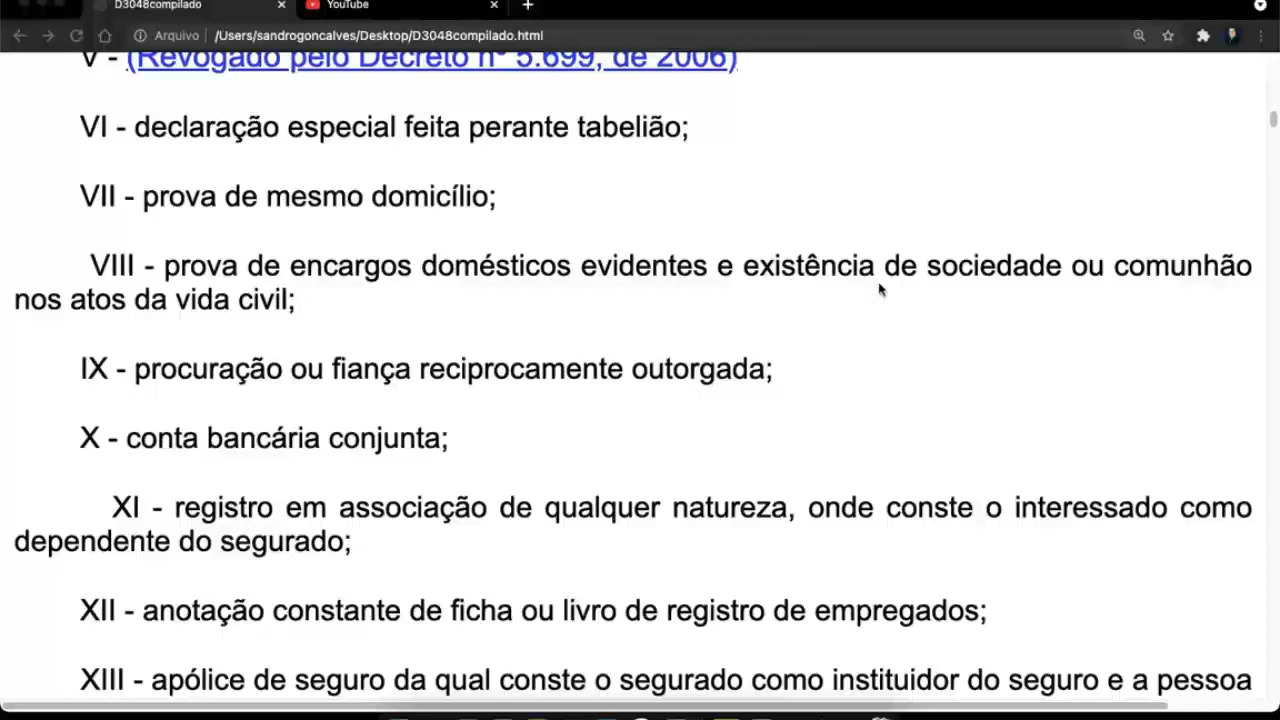 D3048compilado
YouTube
Arquivo | /Users/sandrogoncalves/Desktop/D3048compilado.html
V - (Revogado pelo Decreto nº 5.699, de 2006)
VI - declaração especial feita perante tabelião;
VII - prova de mesmo domicílio;
VIII - prova de encargos domésticos evidentes e existência de sociedade ou comunhão
nos atos da vida civil;
IX - procuração ou fiança reciprocamente outorgada;
X - conta bancária conjunta;
XI - registro em associação de qualquer natureza, onde conste o interessado como
dependente do segurado;
XII - anotação constante de ficha ou livro de registro de empregados;
XIII - apólice de seguro da qual conste o segurado como instituidor do seguro e a pessoa